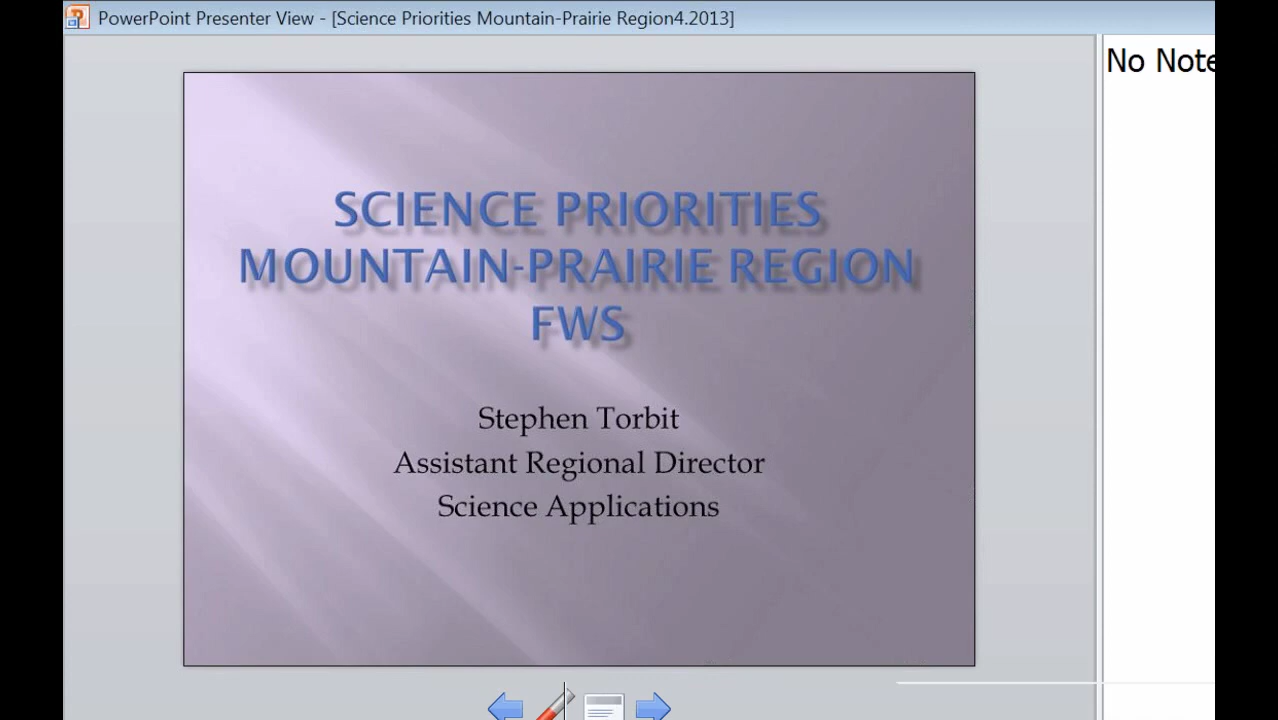 PowerPoint Presenter View - [Science Priorities Mountain-Prairie Region4.2013]
No Note
SCIENCE PRIORITIES
MOUNTAIN-PRAIRIE REGION
FWS
Stephen Torbit
Assistant Regional Director
Science Applications